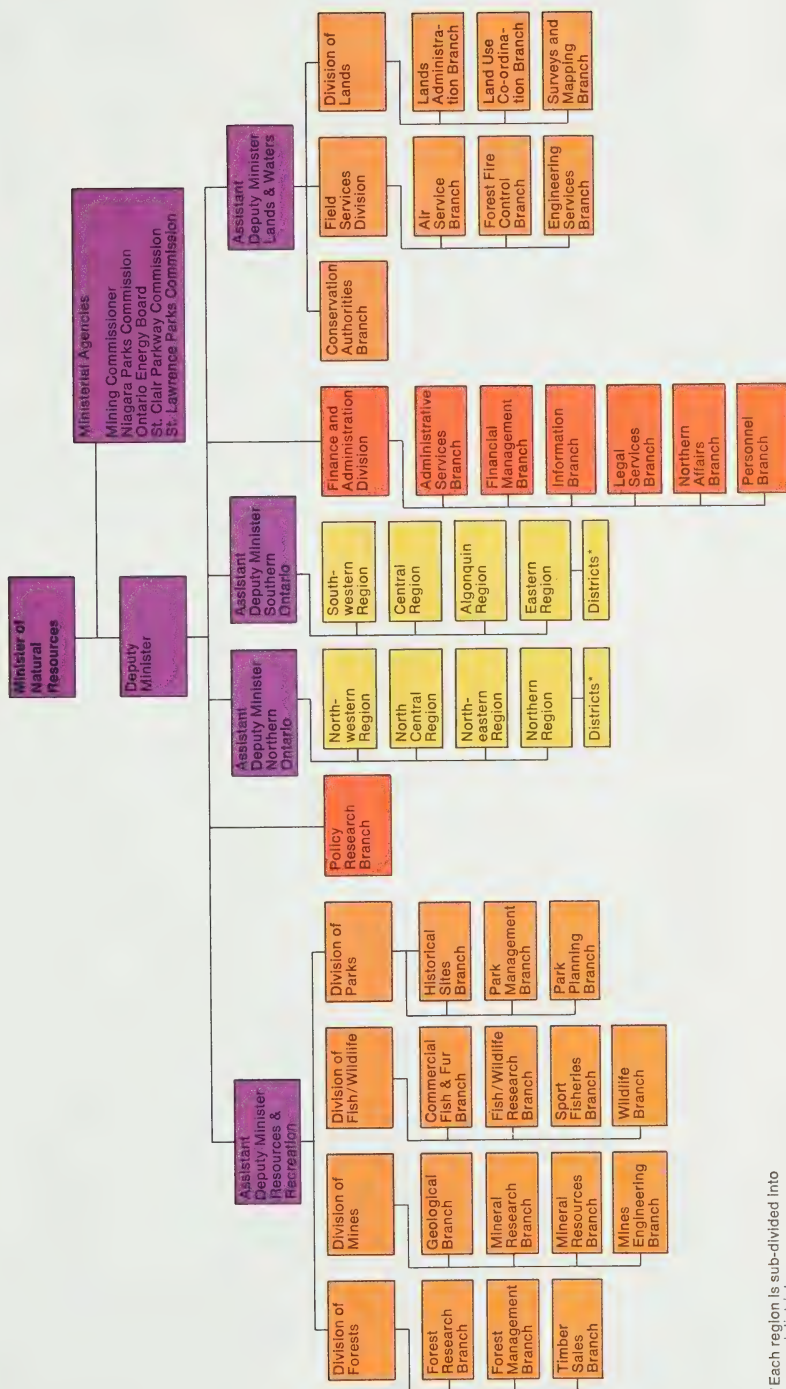 Minister of
Natural
Resources
Ministerial Agencies
Mining Commissioner
Niagara Parks Commission
Ontario Energy Board
St. Clair Parkway Commission
St. Lawrence Parks Commission
Deputy
Minister
Assistant
Deputy Minister
Resources &
Recreation
Assistant
Deputy Minister
Northern
Ontario
Assistant
Deputy Minister
Southern
Ontario
Assistant
Deputy Minister
Lands & Waters
Division of
Forests
Forest
Research
Branch
Forest
Management
Branch
Timber
Sales
Branch
Division of
Mines
Geological
Branch
Mineral
Research
Branch
Mineral
Resources
Branch
Mines
Engineering
Branch
Division of
Fish/Wildlife
Commercial
Fish & Fur
Branch
Fish/Wildlife
Research
Branch
Sport
Fisheries
Branch
Wildlife
Branch
Division of
Parks
Historical
Sites
Branch
Park
Management
Branch
Park
Planning
Branch
Policy
Research
Branch
North-
western
Region
North
Central
Region
North-
eastern
Region
Northern
Region
Districts*
South-
western
Region
Central
Region
Algonquin
Region
Eastern
Region
Districts*
Finance and
Administration
Division
Administrative
Services
Branch
Financial
Management
Branch
Information
Branch
Legal
Services
Branch
Northern
Affairs
Branch
Personnel
Branch
Conservation
Authorities
Branch
Field
Services
Division
Air
Service
Branch
Forest Fire
Control
Branch
Engineering
Services
Branch
Division of
Lands
Lands
Administra-
tion Branch
Land Use
Co-ordina-
tion Branch
Surveys and
Mapping
Branch
* Each region is sub-divided into